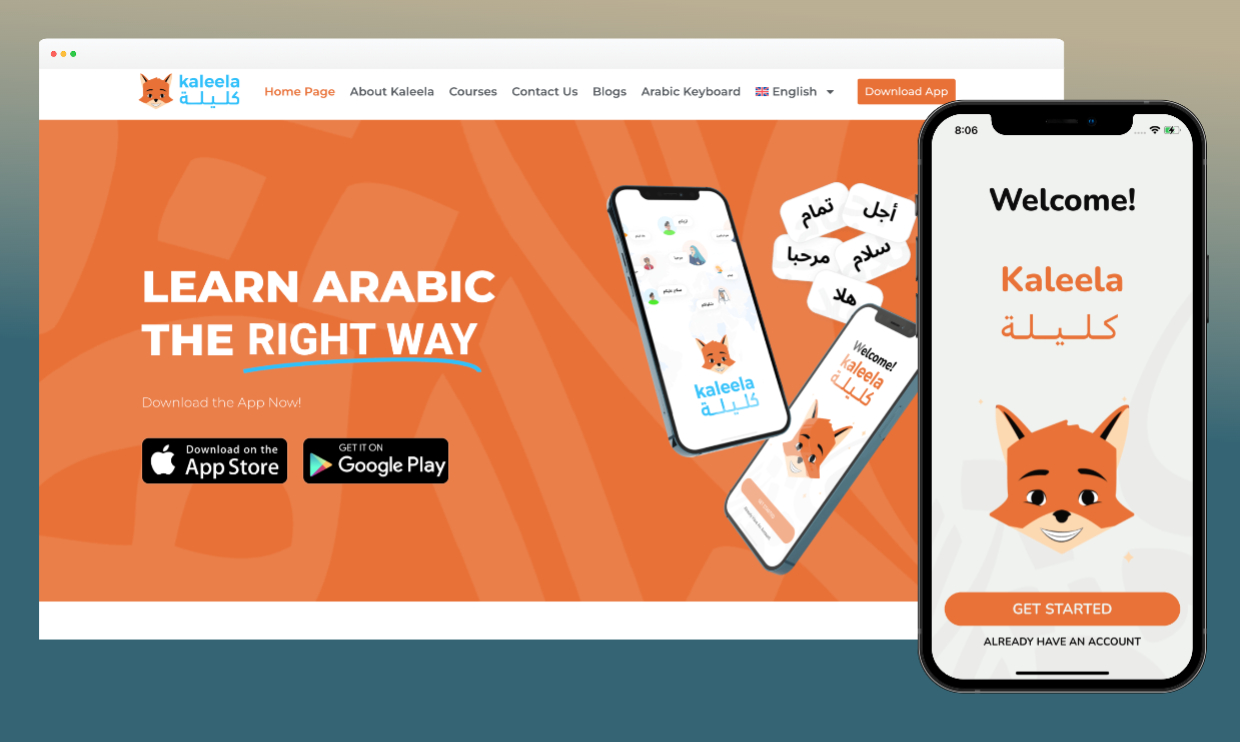 kaleela
كليلة
Home Page
About Kaleela
Courses
Contact Us
Blogs
Arabic Keyboard
English
Download App
LEARN ARABIC
THE RIGHT WAY
Download the App Now!
Download on the
App Store
GET IT ON
Google Play
تمام
أجل
مرحبا
سلام
هلا
kaleela
كليلة
Welcome!
kaleela
كليلة
GET STARTED
8:06
Welcome!
Kaleela
كليلة
GET STARTED
ALREADY HAVE AN ACCOUNT